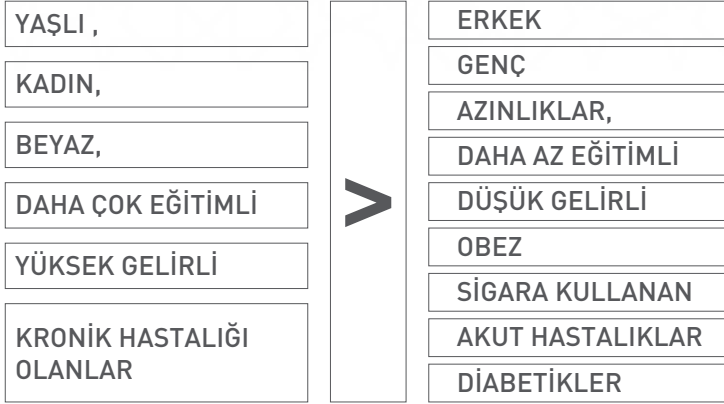 YAŞLI ,
KADIN,
BEYAZ,
DAHA ÇOK EĞİTİMLİ
YÜKSEK GELİRLİ
KRONİK HASTALIĞI
OLANLAR
>
ERKEK
GENÇ
AZINLIKLAR,
DAHA AZ EĞİTİMLİ
DÜŞÜK GELİRLİ
OBEZ
SİGARA KULLANAN
AKUT HASTALIKLAR
DİABETİKLER